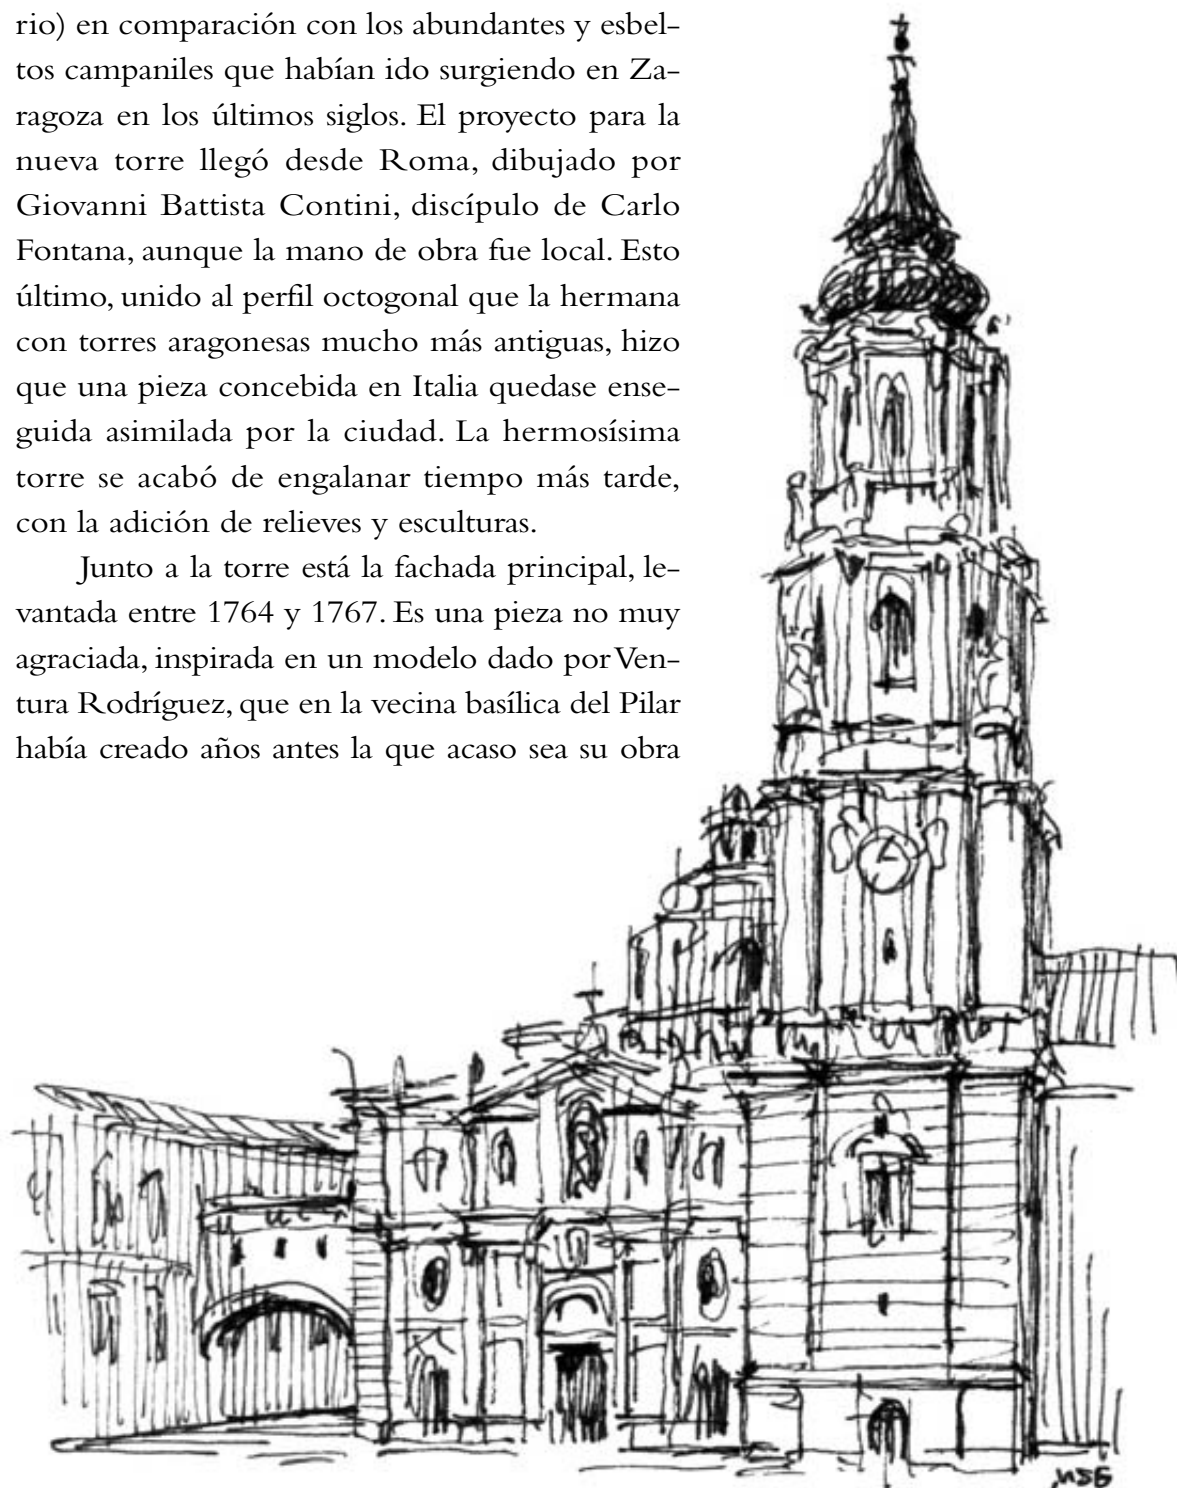 rio) en comparación con los abundantes y esbel-
tos campaniles que habían ido surgiendo en Za-
ragoza en los últimos siglos. El proyecto para la
nueva torre llegó desde Roma, dibujado por
Giovanni Battista Contini, discípulo de Carlo
Fontana, aunque la mano de obra fue local. Esto
último, unido al perfil octogonal que la hermana
con torres aragonesas mucho más antiguas, hizo
que una pieza concebida en Italia quedase ense-
guida asimilada por la ciudad. La hermosísima
torre se acabó de engalanar tiempo más tarde,
con la adición de relieves y esculturas.
Junto a la torre está la fachada principal, le-
vantada entre 1764 y 1767. Es una pieza no muy
agraciada, inspirada en un modelo dado por Ven-
tura Rodríguez, que en la vecina basílica del Pilar
había creado años antes la que acaso sea su obra